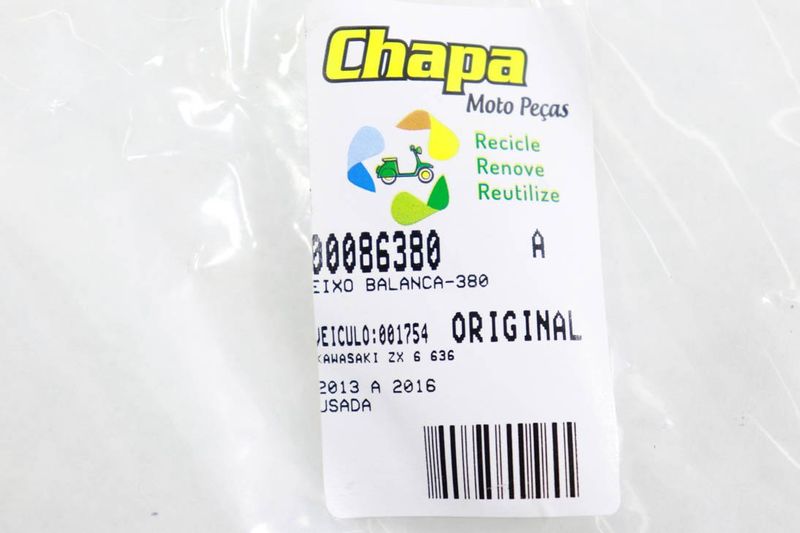 Chapa
Moto Peças
Recicle
Renove
Reutilize
00086380 A
EIXO BALANCA-380
VEICULO:001754 ORIGINAL
KAWASAKI ZX 6 636
2013 A 2016
USADA